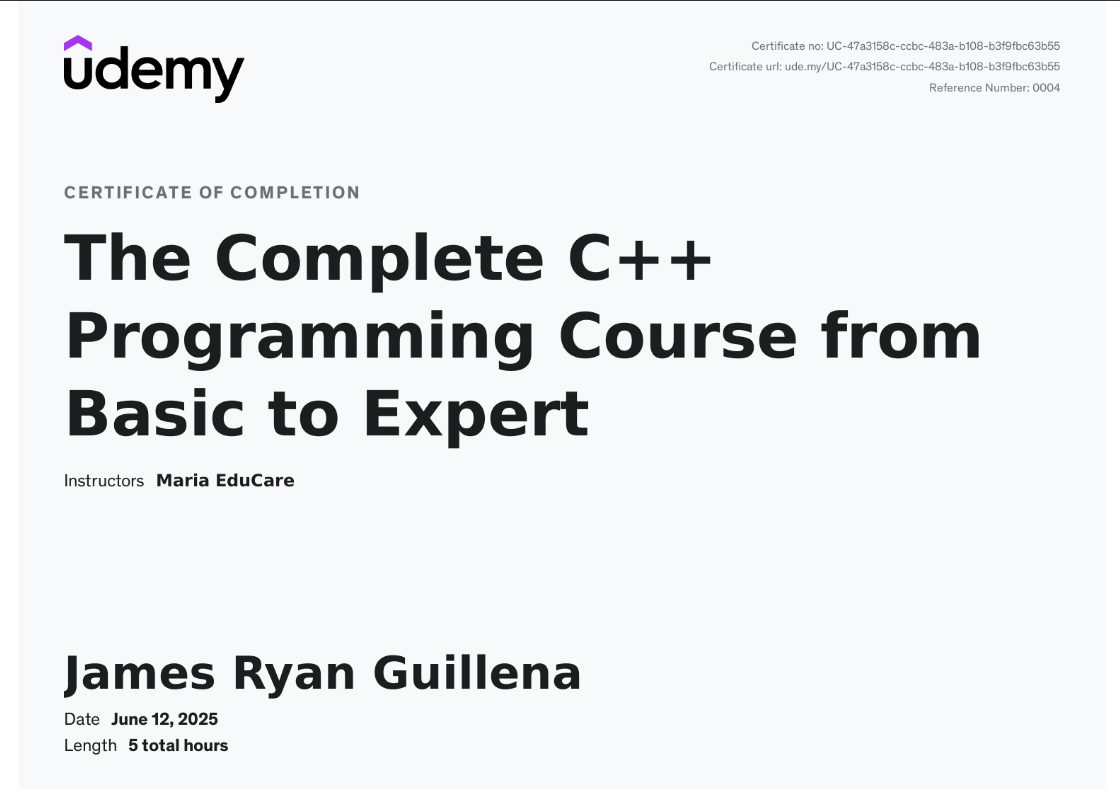 udemy
Certificate no: UC-47a3158c-ccbc-483a-b108-b3f9fbc63b55
Certificate url: ude.my/UC-47a3158c-ccbc-483a-b108-b3f9fbc63b55
Reference Number: 0004
CERTIFICATE OF COMPLETION
The Complete C++
Programming Course from
Basic to Expert
Instructors Maria EduCare
James Ryan Guillena
Date June 12, 2025
Length 5 total hours